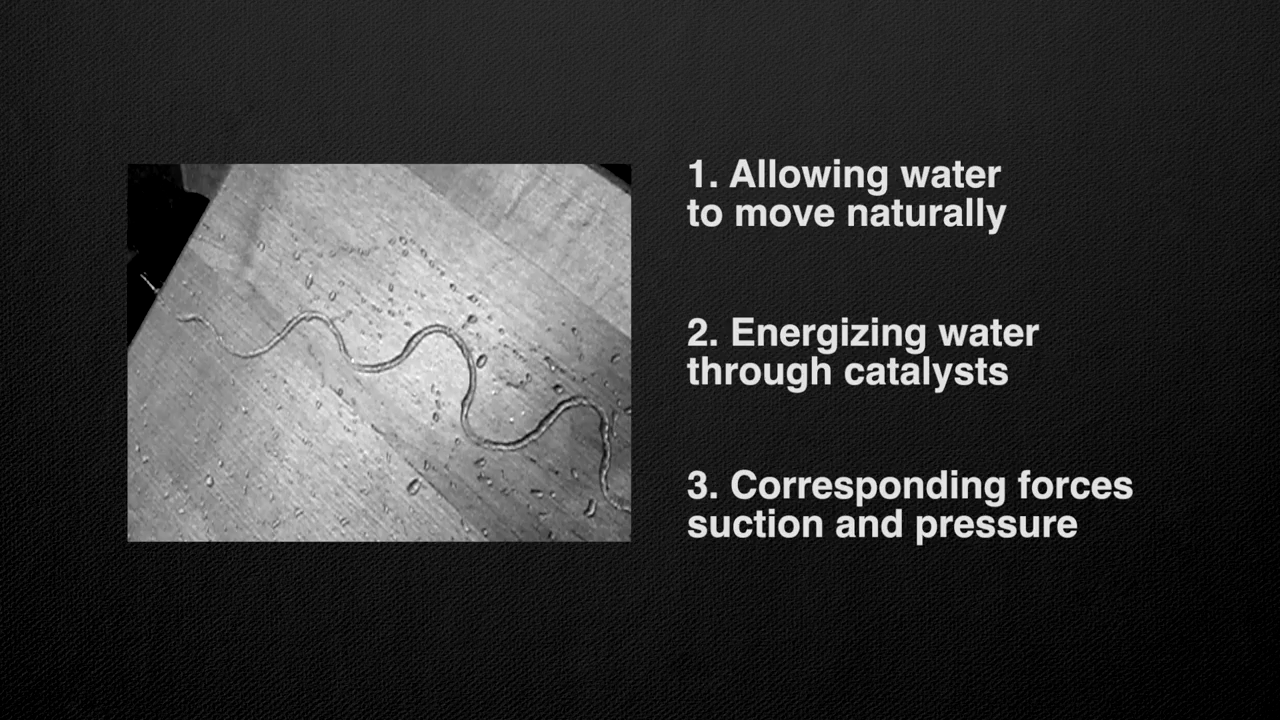 1. Allowing water
to move naturally
2. Energizing water
through catalysts
3. Corresponding forces
suction and pressure